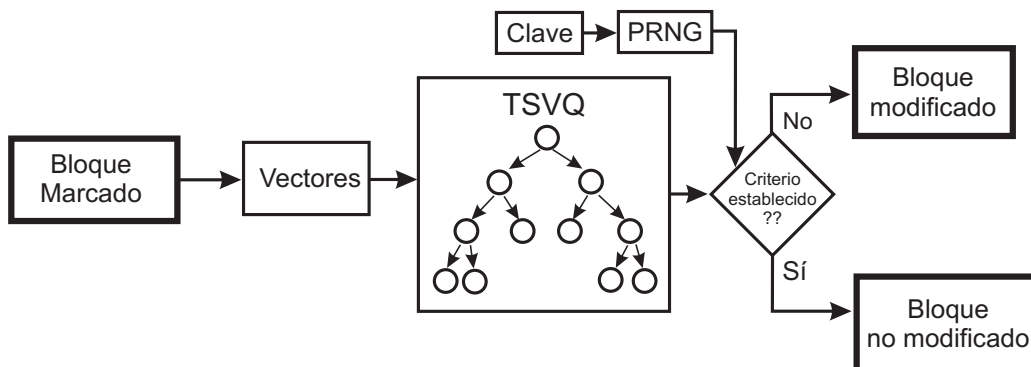 Clave
PRNG
Bloque
Marcado
Vectores
TSVQ
Criterio
establecido
??
No
Bloque
modificado
Sí
Bloque
no modificado